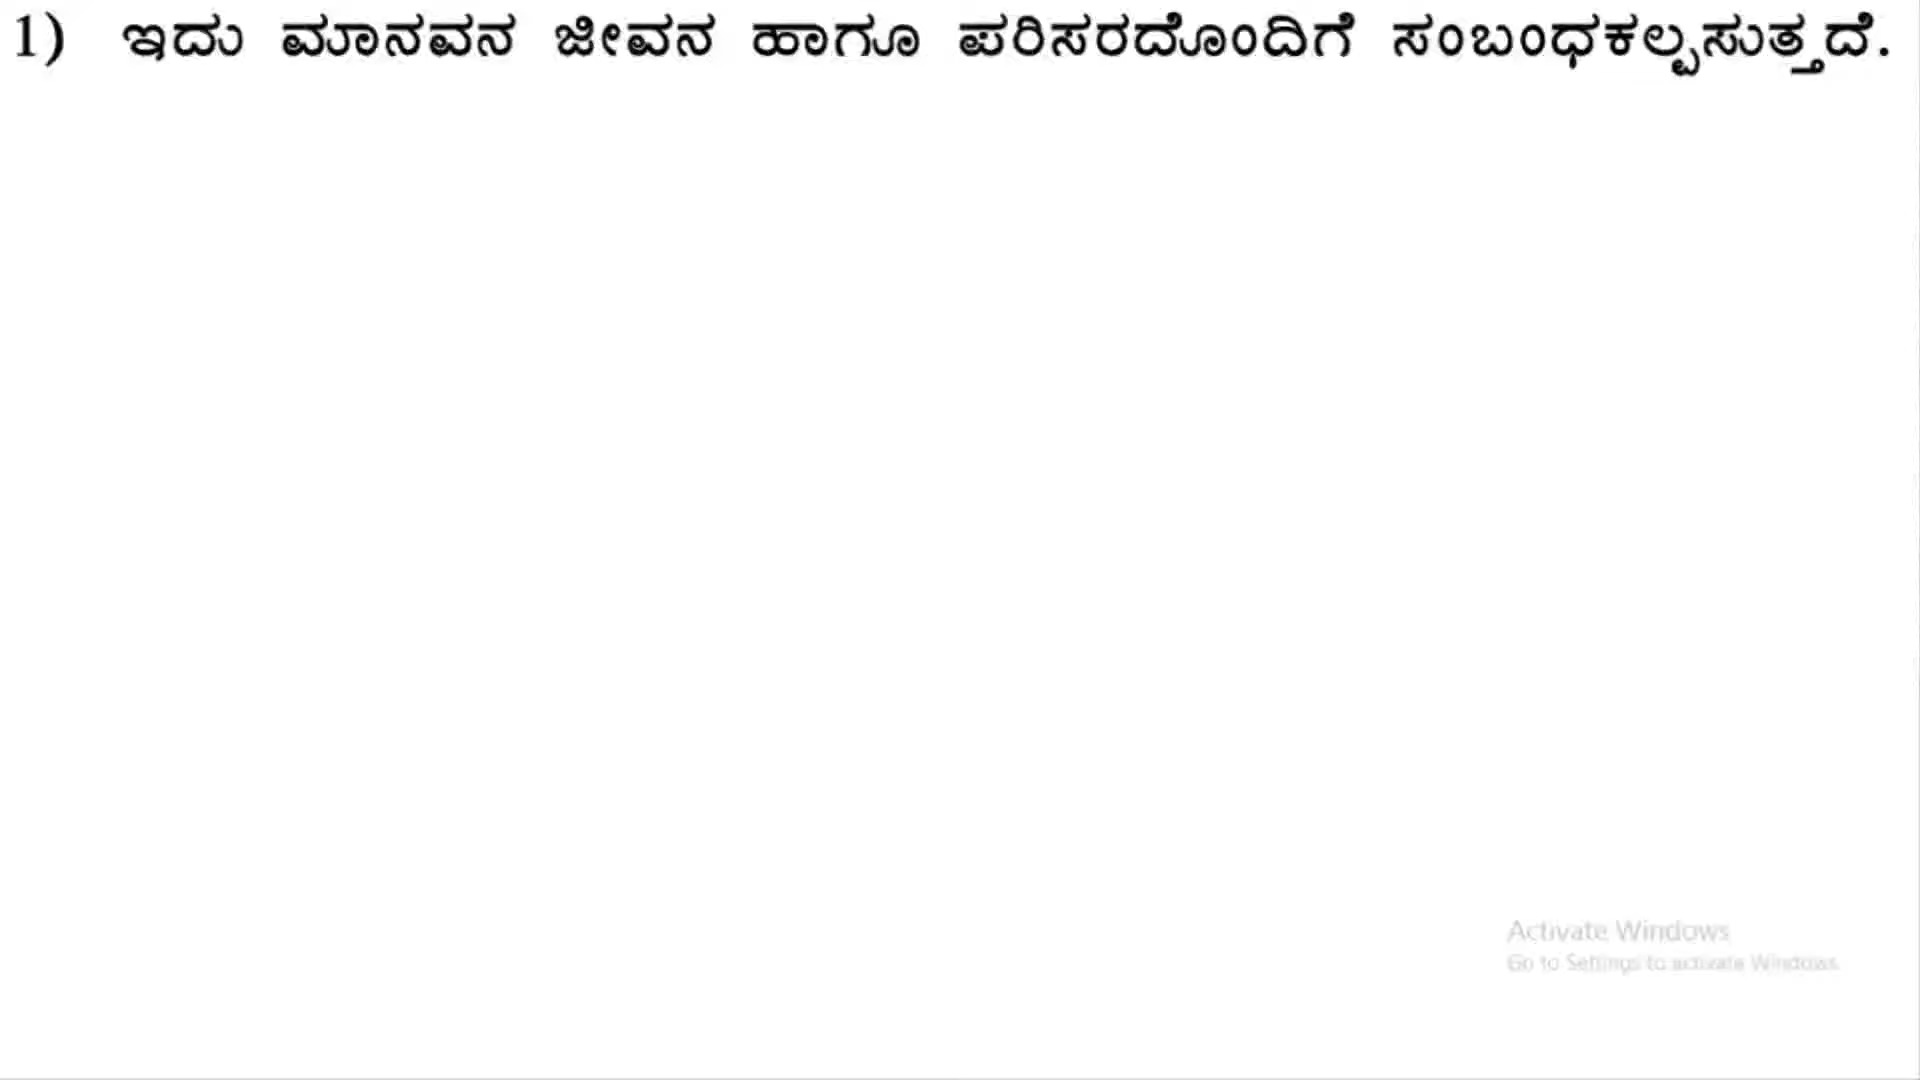 1) ಇದು ಮಾನವನ ಜೀವನ ಹಾಗೂ ಪರಿಸರದೊಂದಿಗೆ ಸಂಬಂಧಕಲ್ಪಸುತ್ತದೆ.
Activate Windows
Go to Settings to activate Windows.